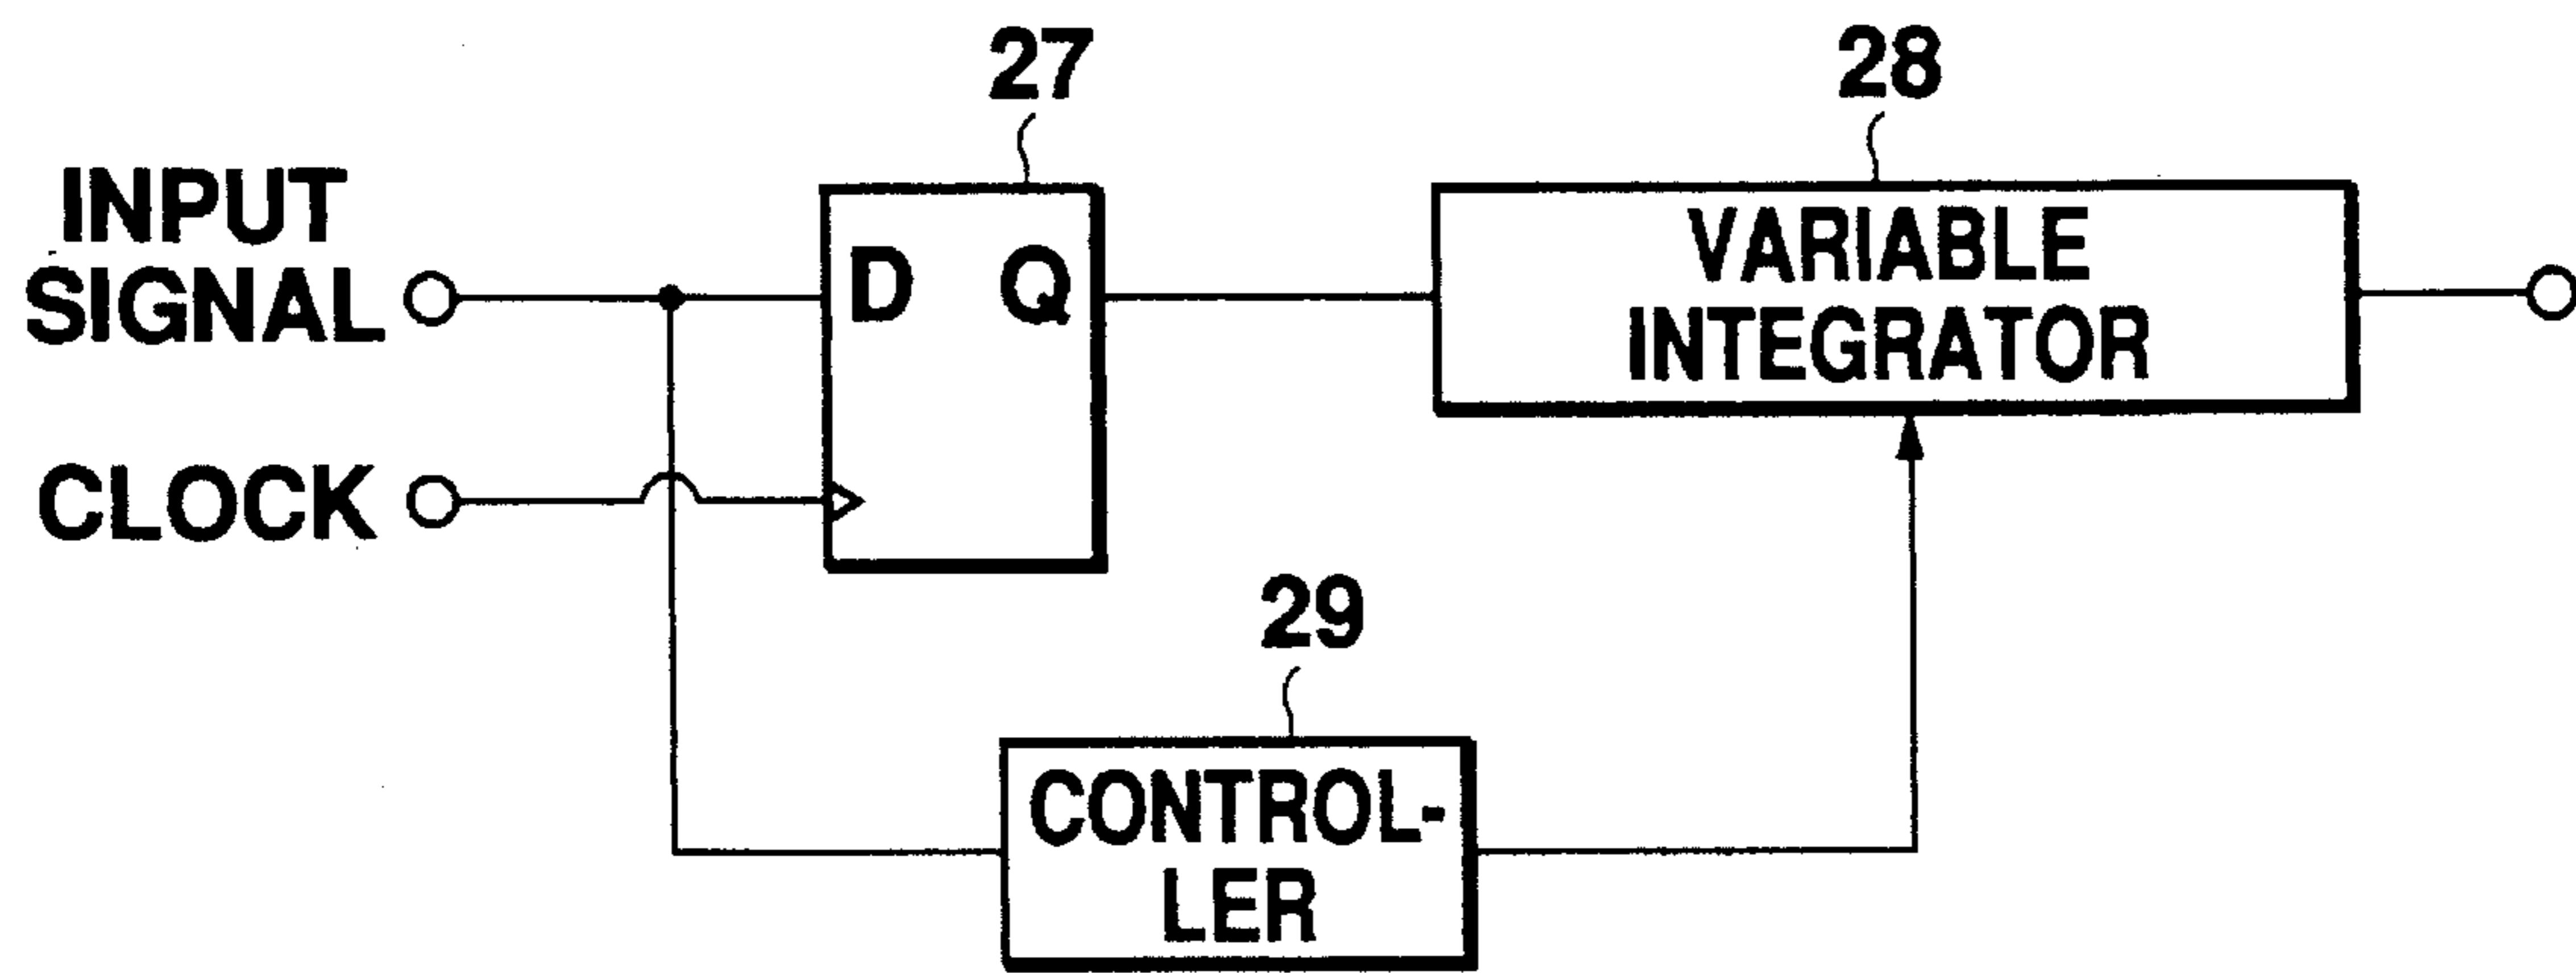 27
28
INPUT
SIGNAL
D Q
VARIABLE
INTEGRATOR
CLOCK
29
CONTROL-
LER